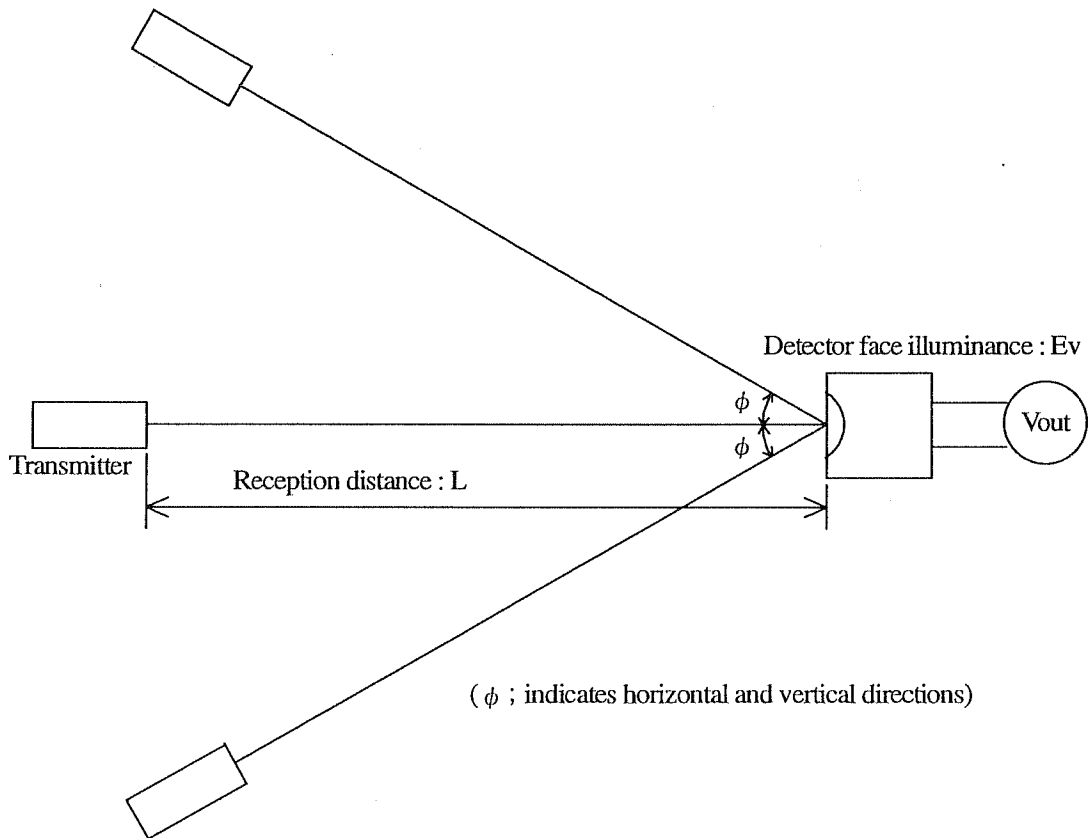 Detector face illuminance : Ev
ϕ
Vout
ϕ
Transmitter
Reception distance : L
( ϕ ; indicates horizontal and vertical directions)